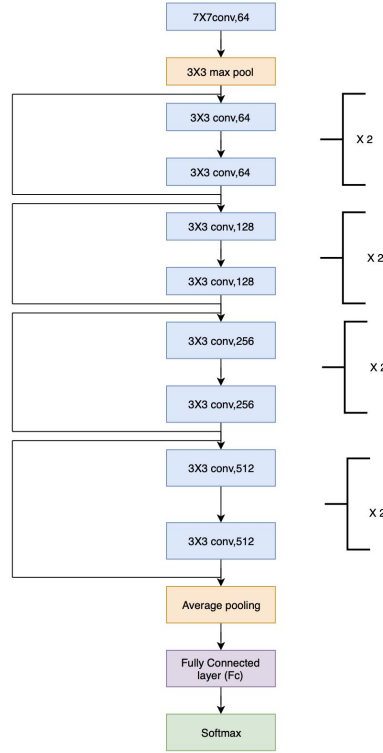 7X7conv,64
3X3 max pool
3X3 conv,64
X 2
3X3 conv,64
3X3 conv,128
X 2
3X3 conv,128
3X3 conv,256
X 2
3X3 conv,256
3X3 conv,512
X 2
3X3 conv,512
Average pooling
Fully Connected
layer (Fc)
Softmax